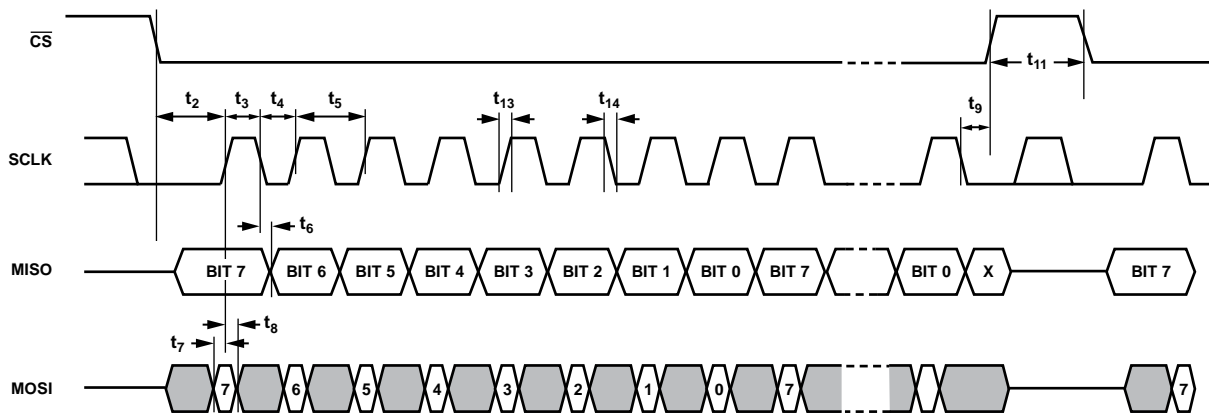 CS
t11
t2 t3 t4 t5 t13 t14 t9
SCLK
t6
MISO BIT 7 BIT 6 BIT 5 BIT 4 BIT 3 BIT 2 BIT 1 BIT 0 BIT 7 BIT 0 X BIT 7
t8
t7
MOSI 7 6 5 4 3 2 1 0 7 7